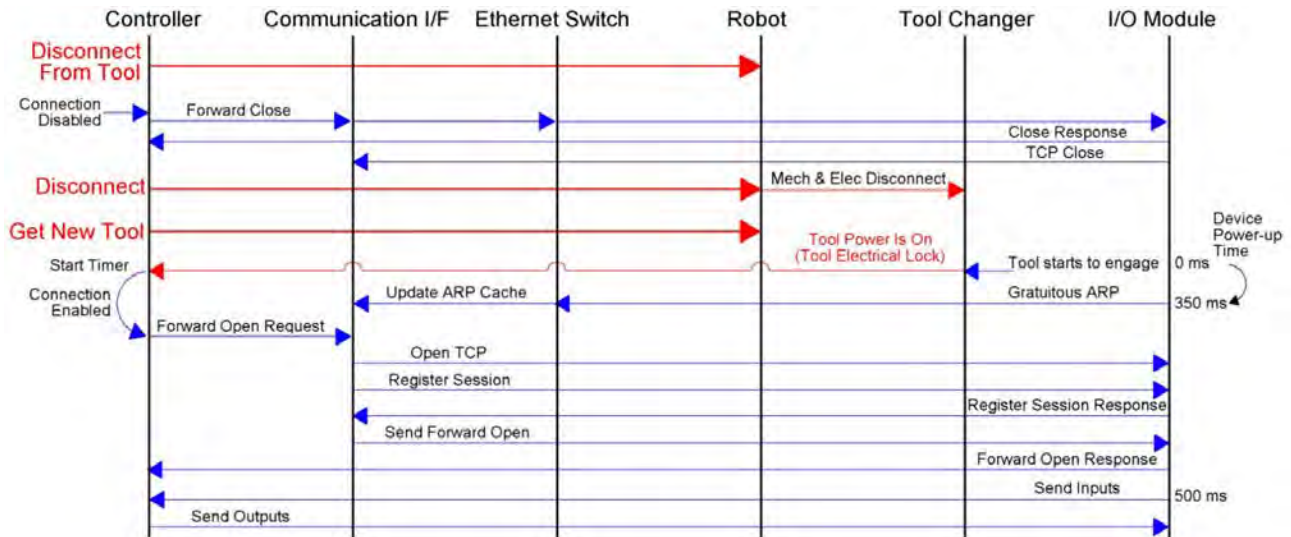 Controller Communication I/F Ethernet Switch Robot Tool Changer I/O Module
Disconnect
From Tool
Connection
Disabled
Forward Close
Close Response
TCP Close
Disconnect
Mech & Elec Disconnect
Get New Tool
Tool Power Is On
(Tool Electrical Lock)
Device
Power-up
Time
Start Timer
Tool starts to engage
0 ms
Connection
Enabled
Update ARP Cache
Gratuitous ARP
350 ms
Forward Open Request
Open TCP
Register Session
Register Session Response
Send Forward Open
Forward Open Response
Send Inputs
500 ms
Send Outputs